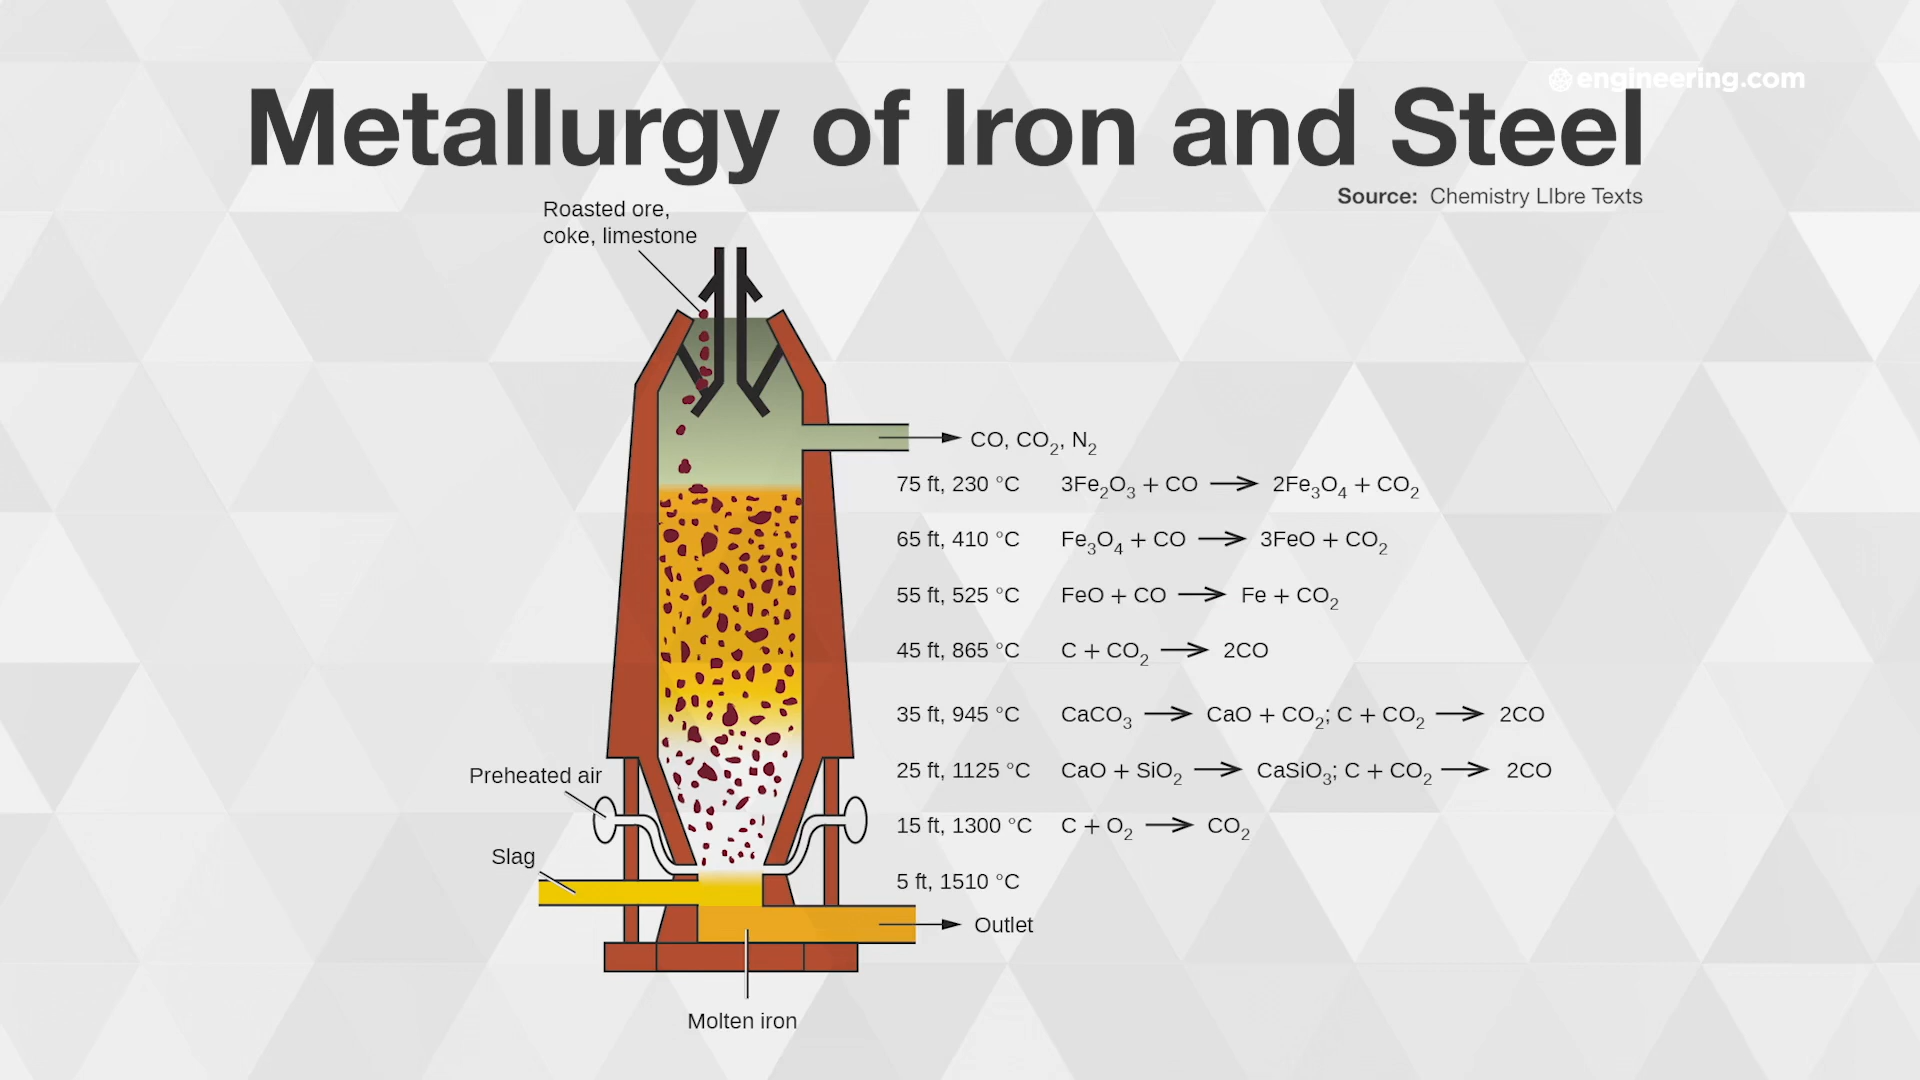 engineering.com
Metallurgy of Iron and Steel
Source: Chemistry LIbre Texts
Roasted ore,
coke, limestone
CO, CO₂, N₂
75 ft, 230 °C 3Fe₂O₃ + CO → 2Fe₃O₄ + CO₂
65 ft, 410 °C Fe₃O₄ + CO → 3FeO + CO₂
55 ft, 525 °C FeO + CO → Fe + CO₂
45 ft, 865 °C C + CO₂ → 2CO
35 ft, 945 °C CaCO₃ → CaO + CO₂; C + CO₂ → 2CO
25 ft, 1125 °C CaO + SiO₂ → CaSiO₃; C + CO₂ → 2CO
Preheated air
15 ft, 1300 °C C + O₂ → CO₂
Slag
5 ft, 1510 °C
Outlet
Molten iron